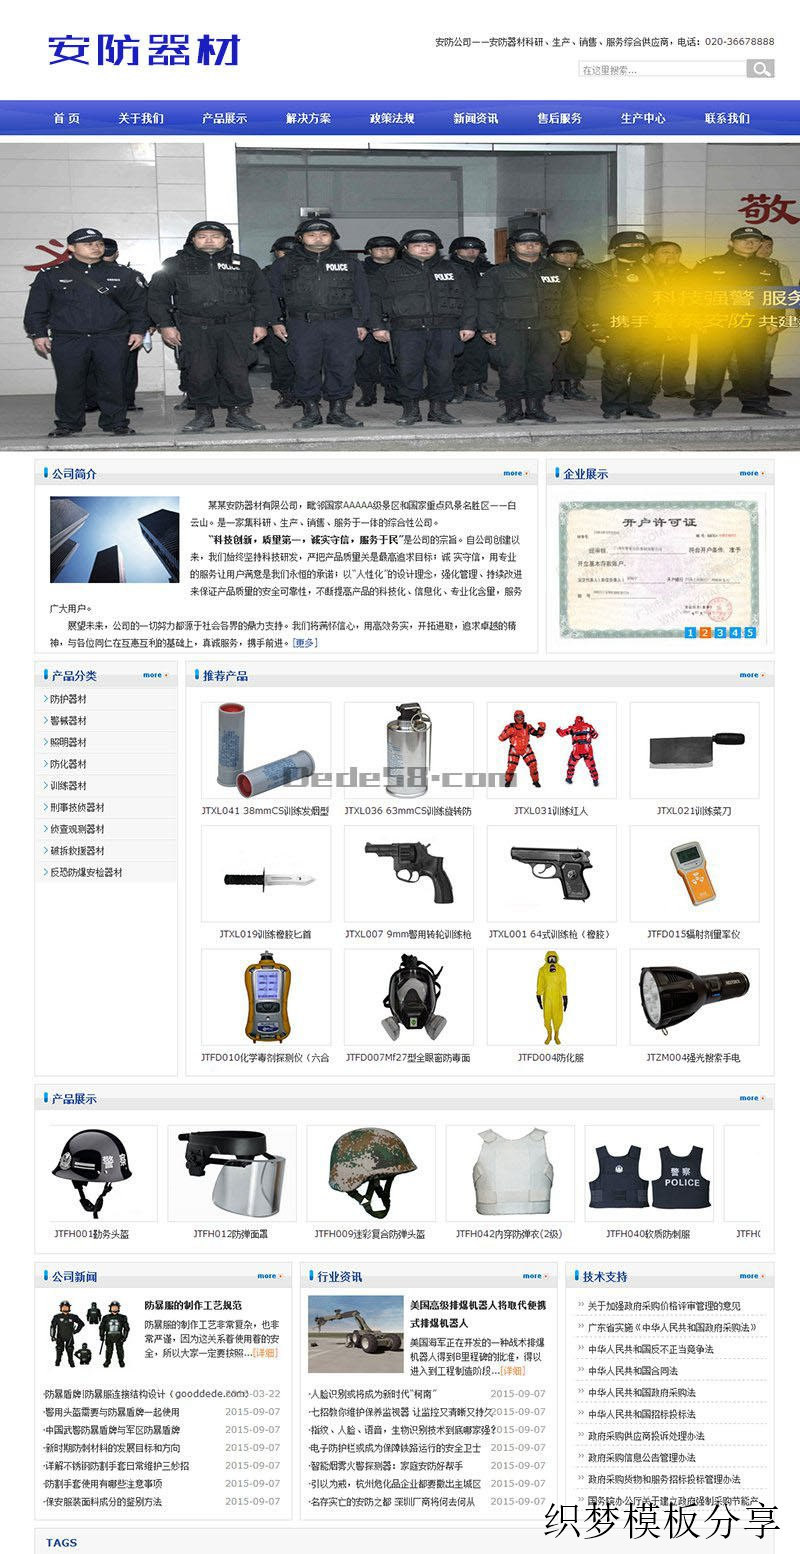 安防器材
安防公司——安防器材科研、生产、销售、服务综合供应商，电话：020-36678888
在这里搜索...
首 页 关于我们 产品展示 解决方案 政策法规 新闻资讯 售后服务 生产中心 联系我们
敬
POLICE POLICE POLICE POLICE
科技强警 服务
携手 安防 共建
公司简介 more
企业展示 more
某某安防器材有限公司，毗邻国家AAAAA级景区和国家重点风景名胜区——白
云山。是一家集科研、生产、销售、服务于一体的综合性公司。
“科技创新，质量第一，诚实守信，服务于民”是公司的宗旨。自公司创建以
来，我们始终坚持科技研发，严把产品质量关是最高追求目标；诚 实守信，用专业
的服务让用户满意是我们永恒的承诺；以“人性化”的设计理念，强化管理、持续改进
来保证产品质量的安全可靠性，不断提高产品的科技化、信息化、专业化含量，服务
广大用户。
展望未来，公司的一切努力都源于社会各界的鼎力支持。我们将满怀信心，用高效务实，开拓进取，追求卓越的精
神，与各位同仁在互惠互利的基础上，真诚服务，携手前进。[更多]
开户许可证
1 2 3 4 5
产品分类 more
防护器材
警械器材
照明器材
防化器材
训练器材
刑事技侦器材
侦查观测器材
破拆救援器材
反恐防爆安检器材
推荐产品 more
Dede58.com
JTXL041 38mmCS训练发烟型 JTXL036 63mmCS训练旋转防 JTXL031训练红人 JTXL021训练菜刀
JTXL019训练橡胶匕首 JTXL007 9mm警用转轮训练枪 JTXL001 64式训练枪（橡胶） JTFD015辐射剂量率仪
JTFD010化学毒剂探测仪（六合 JTFD007Mf27型全眼窗防毒面 JTFD004防化服 JTZM004强光搜索手电
产品展示 more
警察
POLICE
JTFH001勤务头盔 JTFH012防弹面罩 JTFH009迷彩复合防弹头盔 JTFH042内穿防弹衣(2级) JTFH040软质防刺服 JTFH0
公司新闻 more
防暴服的制作工艺规范
防暴服的制作工艺非常复杂，也非
常严谨，因为这关系着使用着的安
全，所以大家一定要按照...[详细]
·防暴盾牌|防暴服连接结构设计（gooddede.com） 03-22
·警用头盔需要与防暴盾牌一起使用 2015-09-07
·中国武警防暴盾牌与军区防暴盾牌 2015-09-07
·新时期防刺材料的发展目标和方向 2015-09-07
·详解不锈钢防割手套日常维护三妙招 2015-09-07
·防割手套使用有哪些注意事项 2015-09-07
·保安服装面料成分的鉴别方法 2015-09-07
行业资讯 more
美国高级排爆机器人将取代便携
式排爆机器人
美国海军正在开发的一种战术排爆
机器人得到B里程碑的批准，得以
进入到工程制造阶段...[详细]
·人脸识别或将成为新时代“柯南” 2015-09-07
·七招教你维护保养监视器 让监控又清晰又持久 2015-09-07
·指纹、人脸、语音，生物识别技术到底哪家强? 2015-09-07
·电子防护栏或成为保障铁路运行的安全卫士 2015-09-07
·智能烟雾火警探测器：家庭安防好帮手 2015-09-07
·引以为戒，杭州危化品企业都要撤出主城区 2015-09-07
·名存实亡的安防之都 深圳厂商将何去何从 2015-09-07
技术支持 more
关于加强政府采购价格评审管理的意见
广东省实施《中华人民共和国政府采购法》
中华人民共和国反不正当竞争法
中华人民共和国合同法
中华人民共和国政府采购法
中华人民共和国招标投标法
政府采购供应商投诉处理办法
政府采购信息公告管理办法
政府采购货物和服务招标投标管理办法
国务院办公厅关于建立政府强制采购节能产
织梦模板分享
TAGS